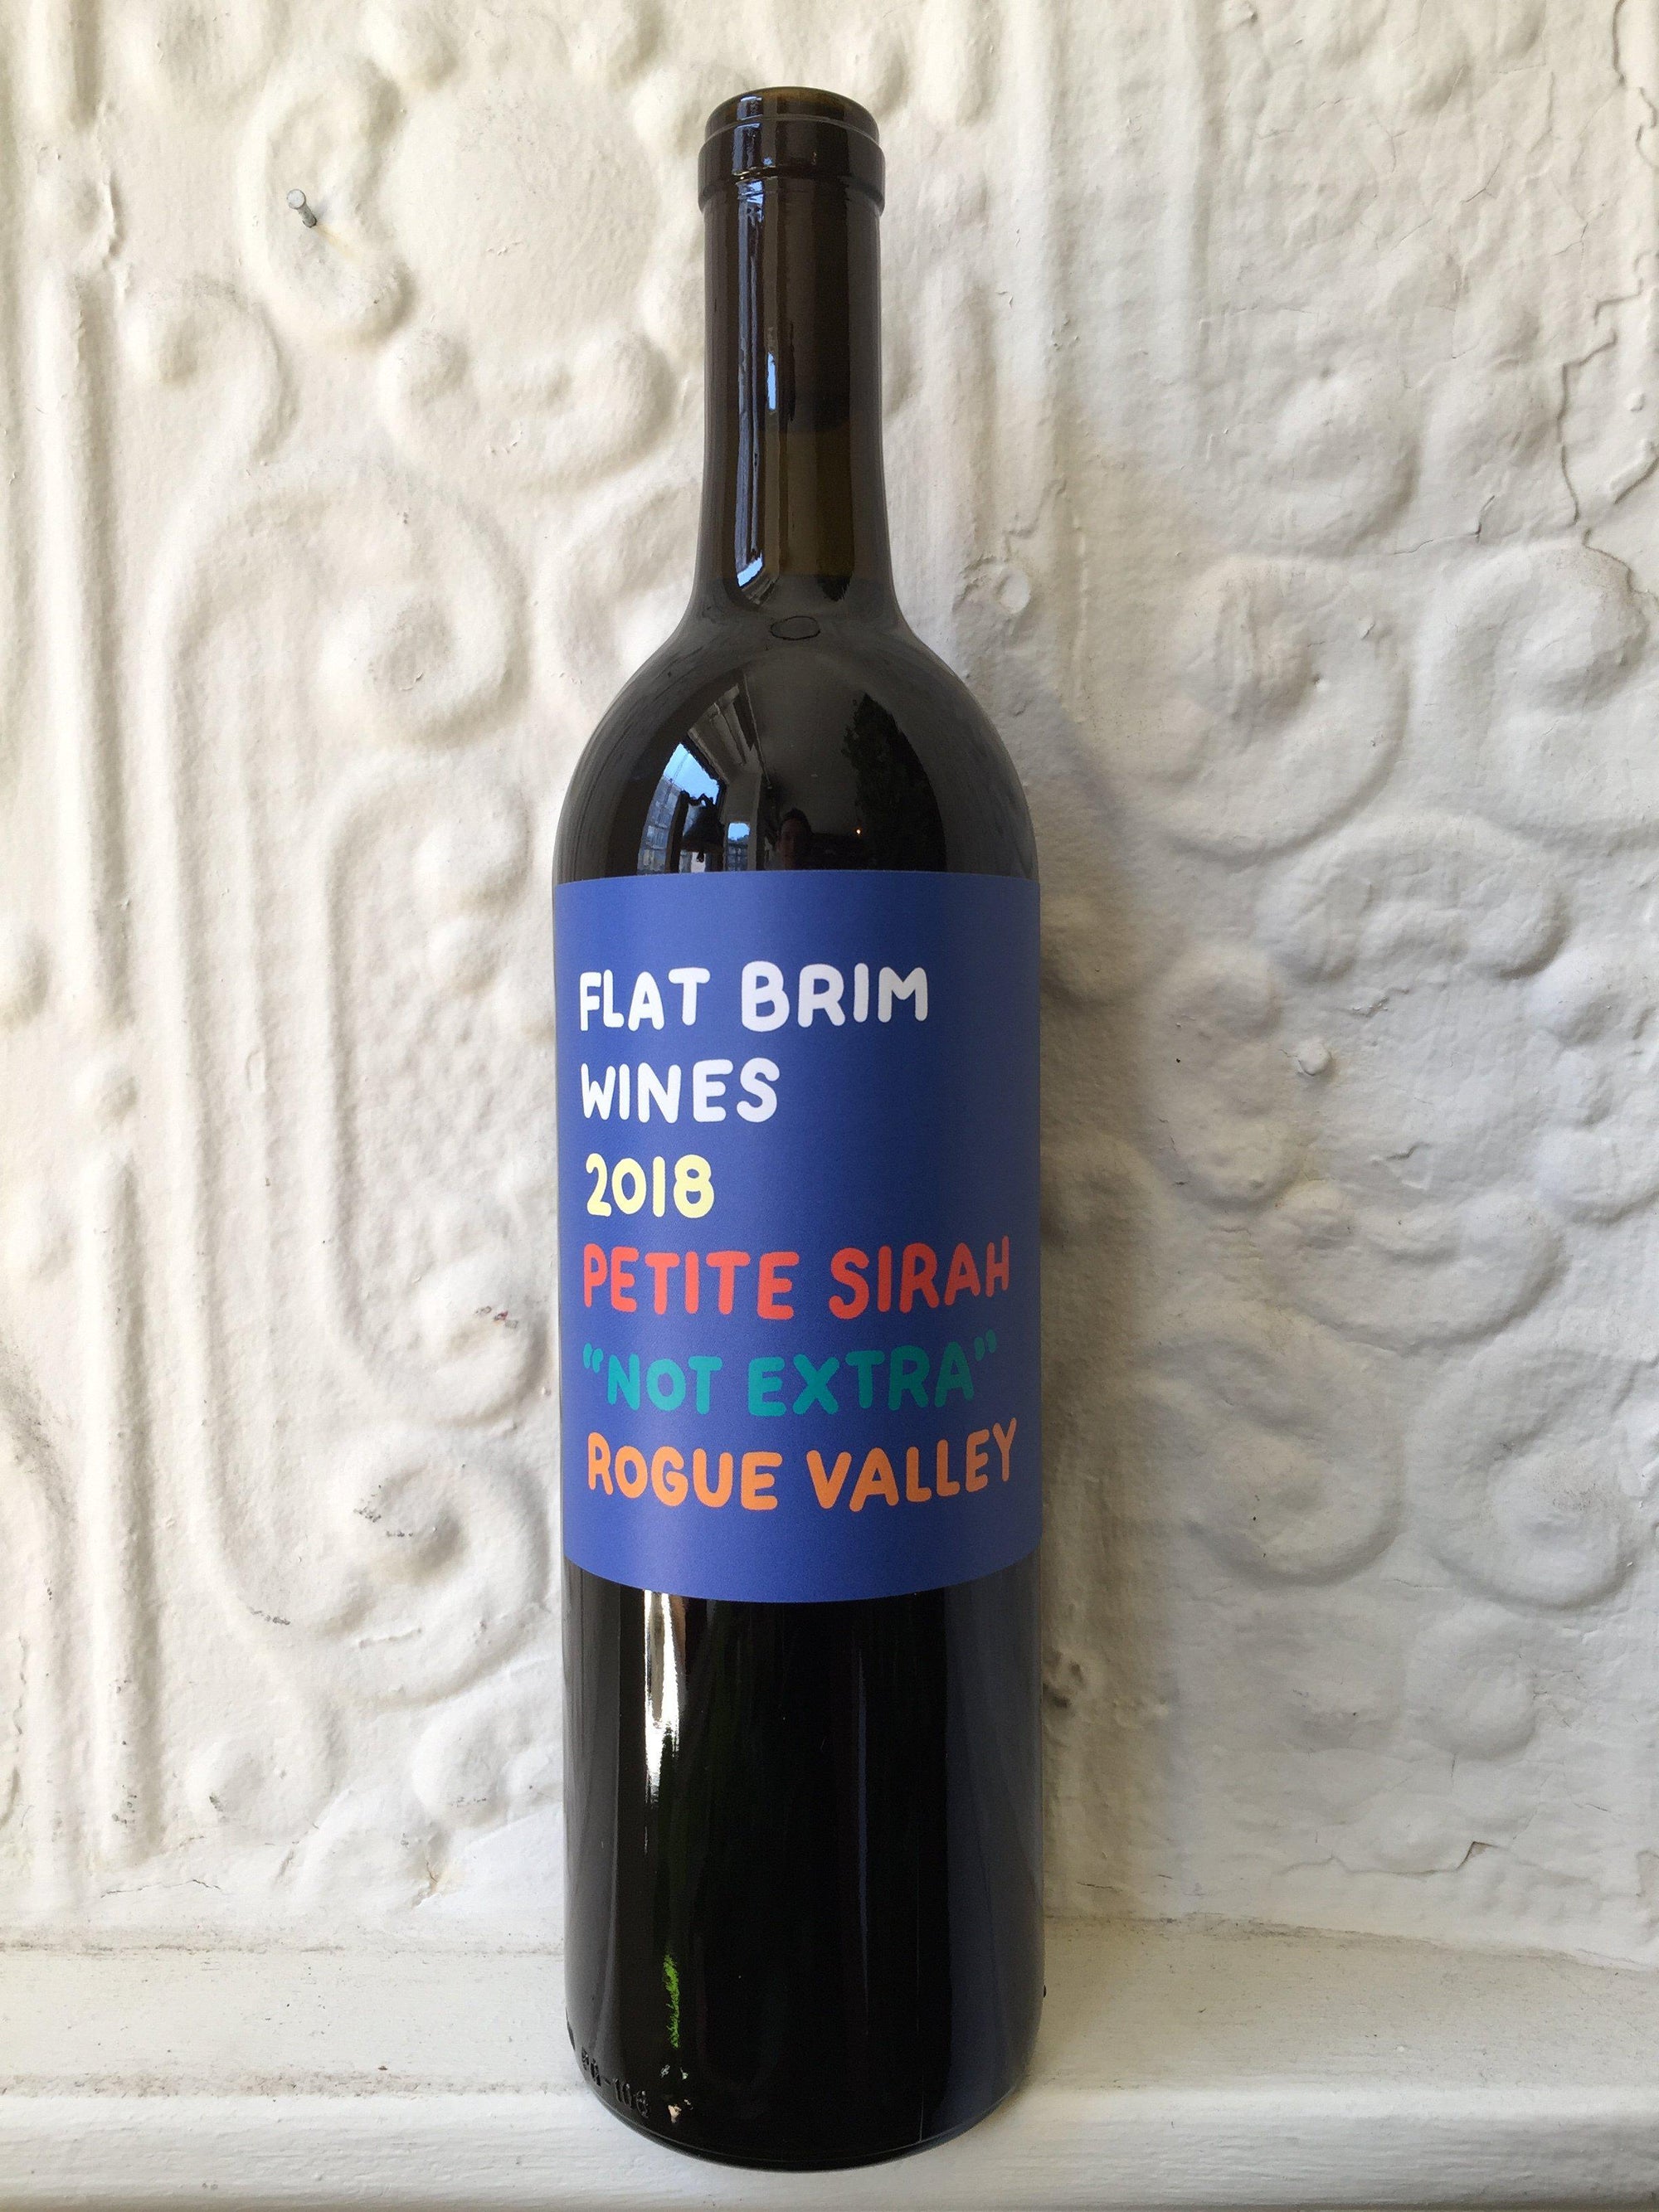 FLAT BRIM
WINES
2018
PETITE SIRAH
"NOT EXTRA"
ROGUE VALLEY